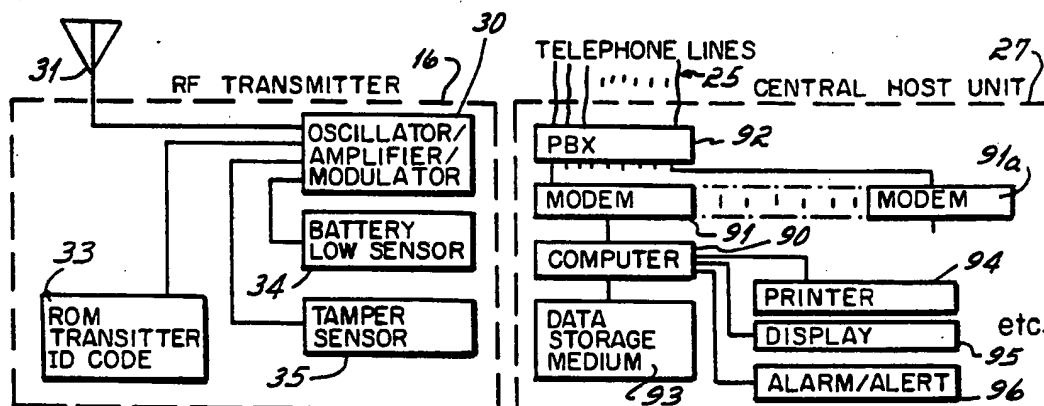 30
31
RF TRANSMITTER
16
OSCILLATOR/
AMPLIFIER/
MODULATOR
BATTERY
LOW SENSOR
34
33
ROM
TRANSITTER
ID CODE
TAMPER
SENSOR
35
TELEPHONE LINES
25
27
CENTRAL HOST UNIT
PBX
92
91a
MODEM
MODEM
91
90
COMPUTER
94
PRINTER
DATA
STORAGE
MEDIUM
93
DISPLAY
etc.
95
ALARM/ALERT
96